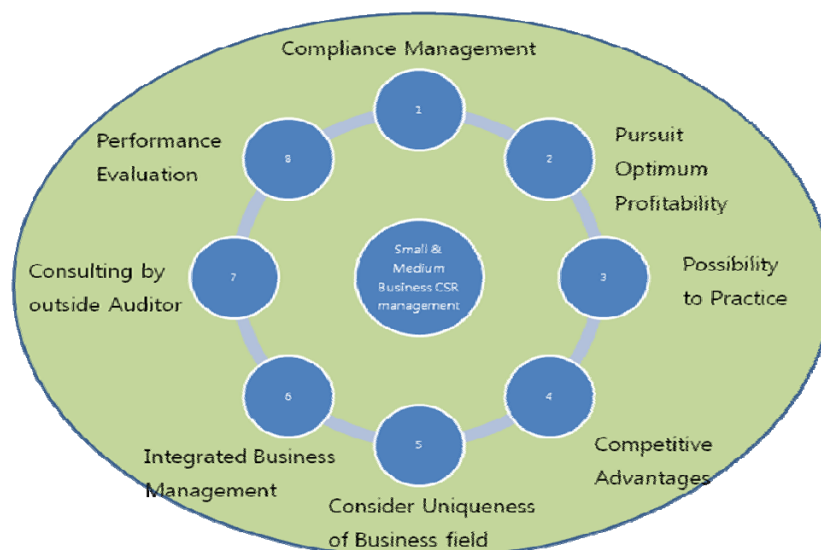 Compliance Management
1
2
Pursuit
Optimum
Profitability
3
Possibility
to Practice
4
Competitive
Advantages
5
Consider Uniqueness
of Business field
6
Integrated Business
Management
7
Consulting by
outside Auditor
8
Performance
Evaluation
Small &
Medium
Business CSR
management